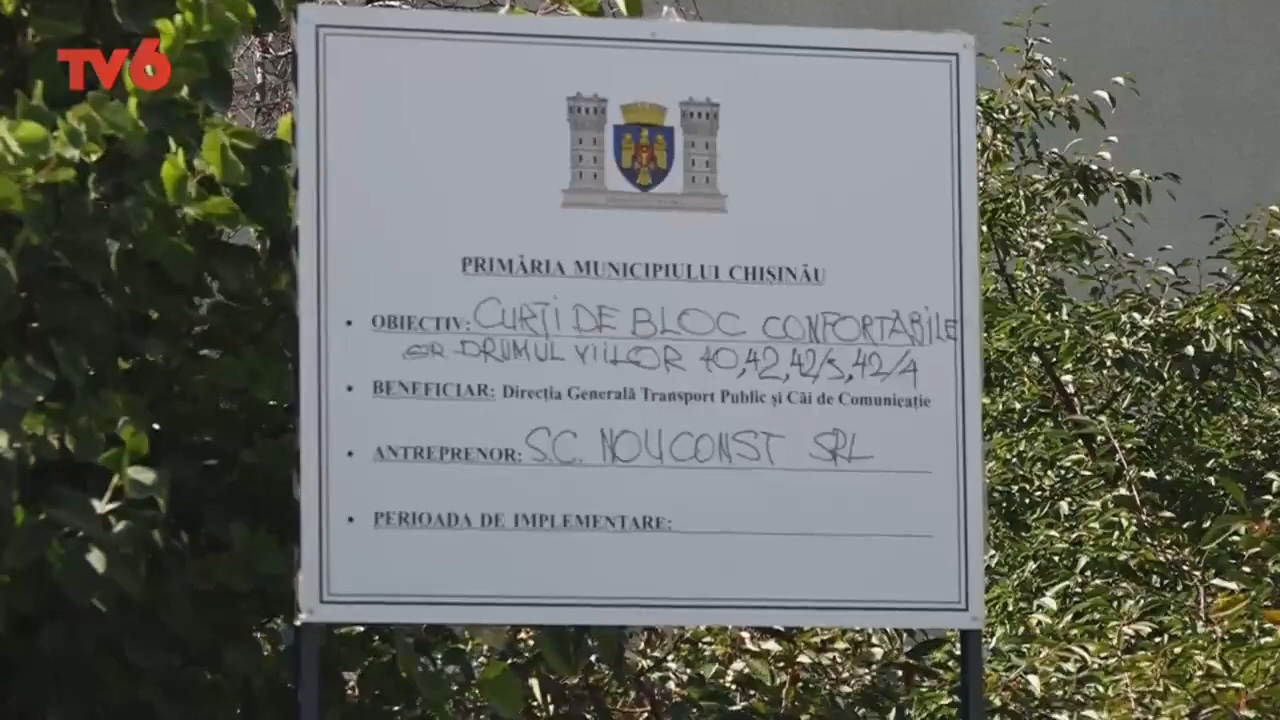 TV6
PRIMĂRIA MUNICIPIULUI CHIȘINĂU
• OBIECTIV: CURȚI DE BLOC CONFORTABILE
DRUMUL VIILOR 40,42,42/3,42/4
• BENEFICIAR: Direcția Generală Transport Public și Căi de Comunicație
• ANTREPRENOR: S.C. NOUCONST SRL
• PERIOADA DE IMPLEMENTARE: